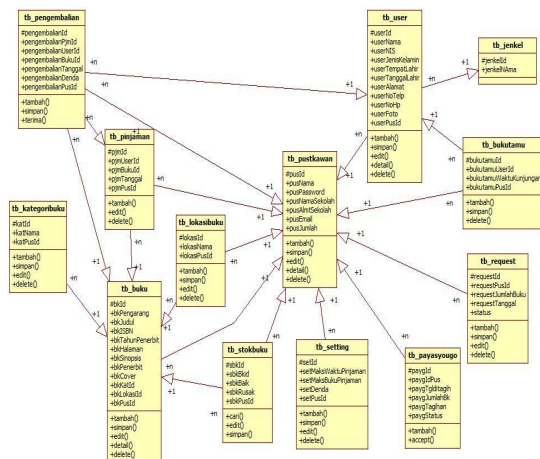 tb_pengembalian
#pengembalianId
+pengembalianPjmId
+pengembalianUserId
+pengembalianBukuId
+pengembalianTanggal
+pengembalianDenda
+pengembalianPusId
+tambah()
+simpan()
+terima()
tb_user
#userId
+userNama
+userNIS
+userJenisKelamin
+userTempatLahir
+userTanggalLahir
+userAlamat
+userNoTelp
+userNoHp
+userFoto
+userPusId
+tambah()
+simpan()
+edit()
+detail()
+delete()
tb_jenkel
#jenkelId
+jenkelNAma
tb_pinjaman
#pjmId
+pjmUserId
+pjmBukuId
+pjmTanggal
+pjmPusId
+tambah()
+edit()
+delete()
tb_pustkawan
#pusId
+pusNama
+pusPassword
+pusNamaSekolah
+pusAlmtSekolah
+pusEmail
+pusJumlah
+tambah()
+simpan()
+edit()
+detail()
+delete()
tb_bukutamu
#bukutamuId
+bukutamuUserId
+bukutamuWaktuKunjungan
+bukutamuPusId
+tambah()
+simpan()
+delete()
tb_kategoribuku
#katId
+katNama
+katPusId
+tambah()
+simpan()
+edit()
+delete()
tb_lokasibuku
#lokasiId
+lokasiNama
+lokasiPusId
+tambah()
+simpan()
+edit()
+delete()
tb_request
#requestId
+requestPusId
+requestJumlahBuku
+requestTanggal
+status
+tambah()
+simpan()
+edit()
+delete()
tb_buku
#bkId
+bkPengarang
+bkJudul
+bkISBN
+bkTahunPenerbit
+bkHalaman
+bkSinopsis
+bkPenerbit
+bkCover
+bkKatId
+bkLokasiId
+bkPusId
+tambah()
+simpan()
+edit()
+detail()
+delete()
tb_stokbuku
#sbkId
+sbkBkId
+sbkBaik
+sbkRusak
+sbkPusId
+cari()
+edit()
+simpan()
tb_setting
#setId
+setMaksWaktuPinjaman
+setMaksBukuPinjaman
+setDenda
+setPusId
+tambah()
+simpan()
+edit()
+delete()
tb_payasyougo
#paygId
+paygIdPus
+paygTglditagih
+paygJumlahBk
+paygTagihan
+paygStatus
+tambah()
+accept()